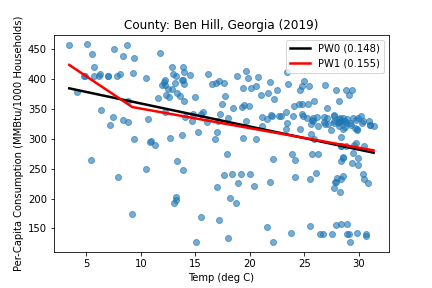 County: Ben Hill, Georgia (2019)
PW0 (0.148)
PW1 (0.155)
Per-Capita Consumption (MMBtu/1000 Households)
450
400
350
300
250
200
150
5 10 15 20 25 30
Temp (deg C)